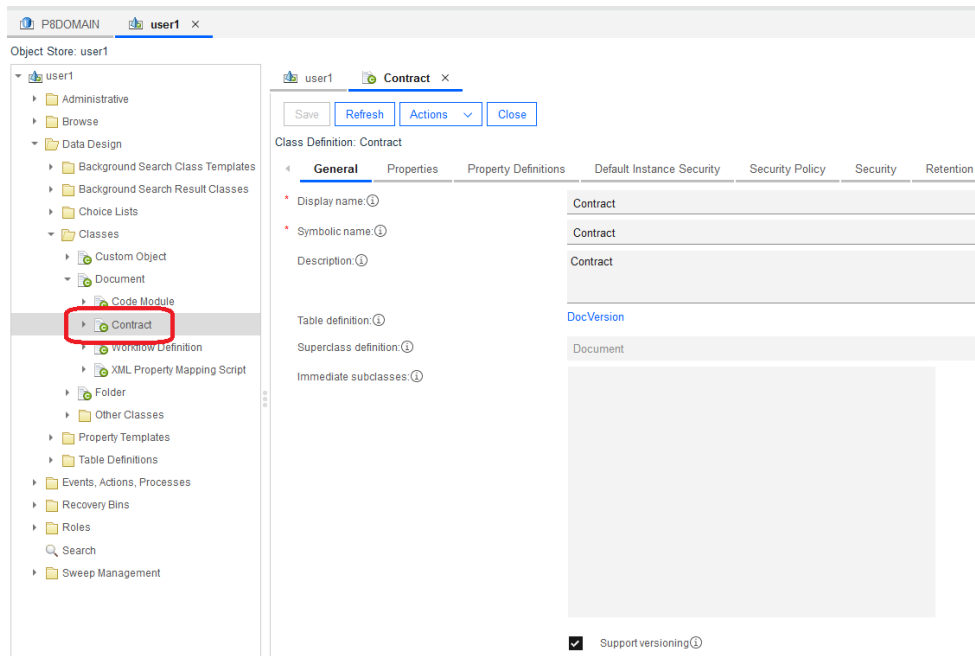 P8DOMAIN user1 ×
Object Store: user1
user1
Administrative
Browse
Data Design
Background Search Class Templates
Background Search Result Classes
Choice Lists
Classes
Custom Object
Document
Code Module
Contract
Workflow Definition
XML Property Mapping Script
Folder
Other Classes
Property Templates
Table Definitions
Events, Actions, Processes
Recovery Bins
Roles
Search
Sweep Management
user1 Contract ×
Save Refresh Actions Close
Class Definition: Contract
General Properties Property Definitions Default Instance Security Security Policy Security Retention
* Display name: Contract
* Symbolic name: Contract
Description: Contract
Table definition: DocVersion
Superclass definition: Document
Immediate subclasses:
Support versioning